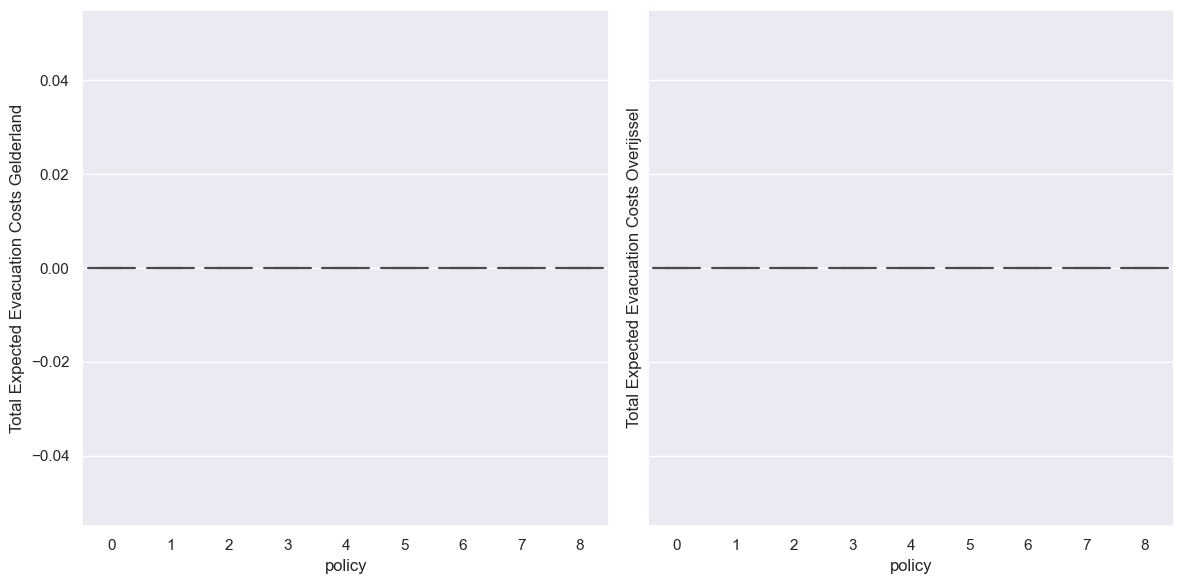 Total Expected Evacuation Costs Gelderland
0.04
0.02
0.00
−0.02
−0.04
0 1 2 3 4 5 6 7 8
policy
Total Expected Evacuation Costs Overijssel
0 1 2 3 4 5 6 7 8
policy